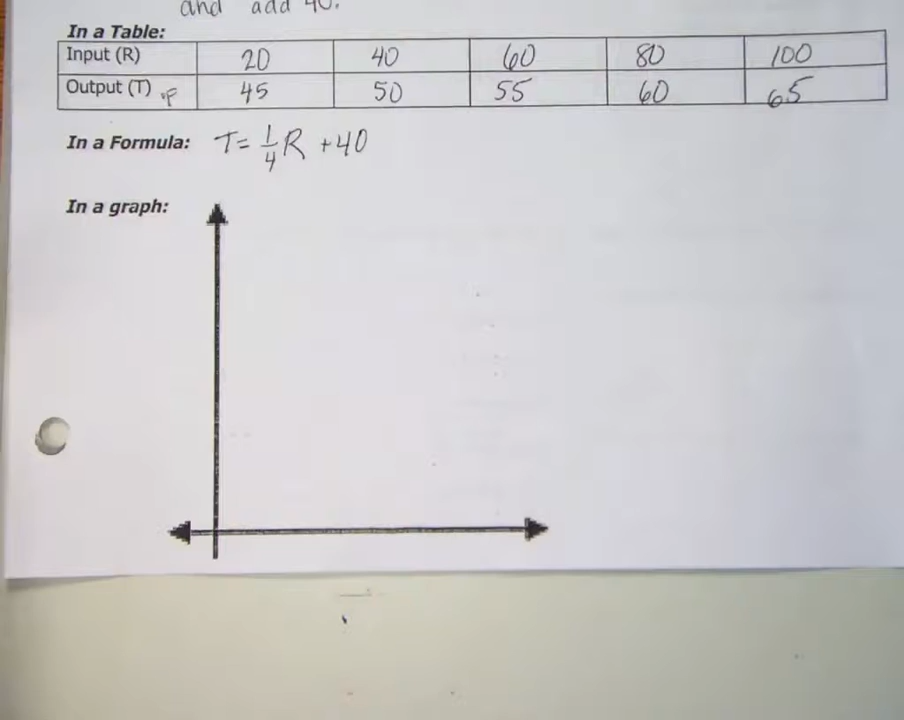 and add 40.
In a Table:
Input (R) 20 40 60 80 100
Output (T) °F 45 50 55 60 65
In a Formula: T = 1/4 R + 40
In a graph: